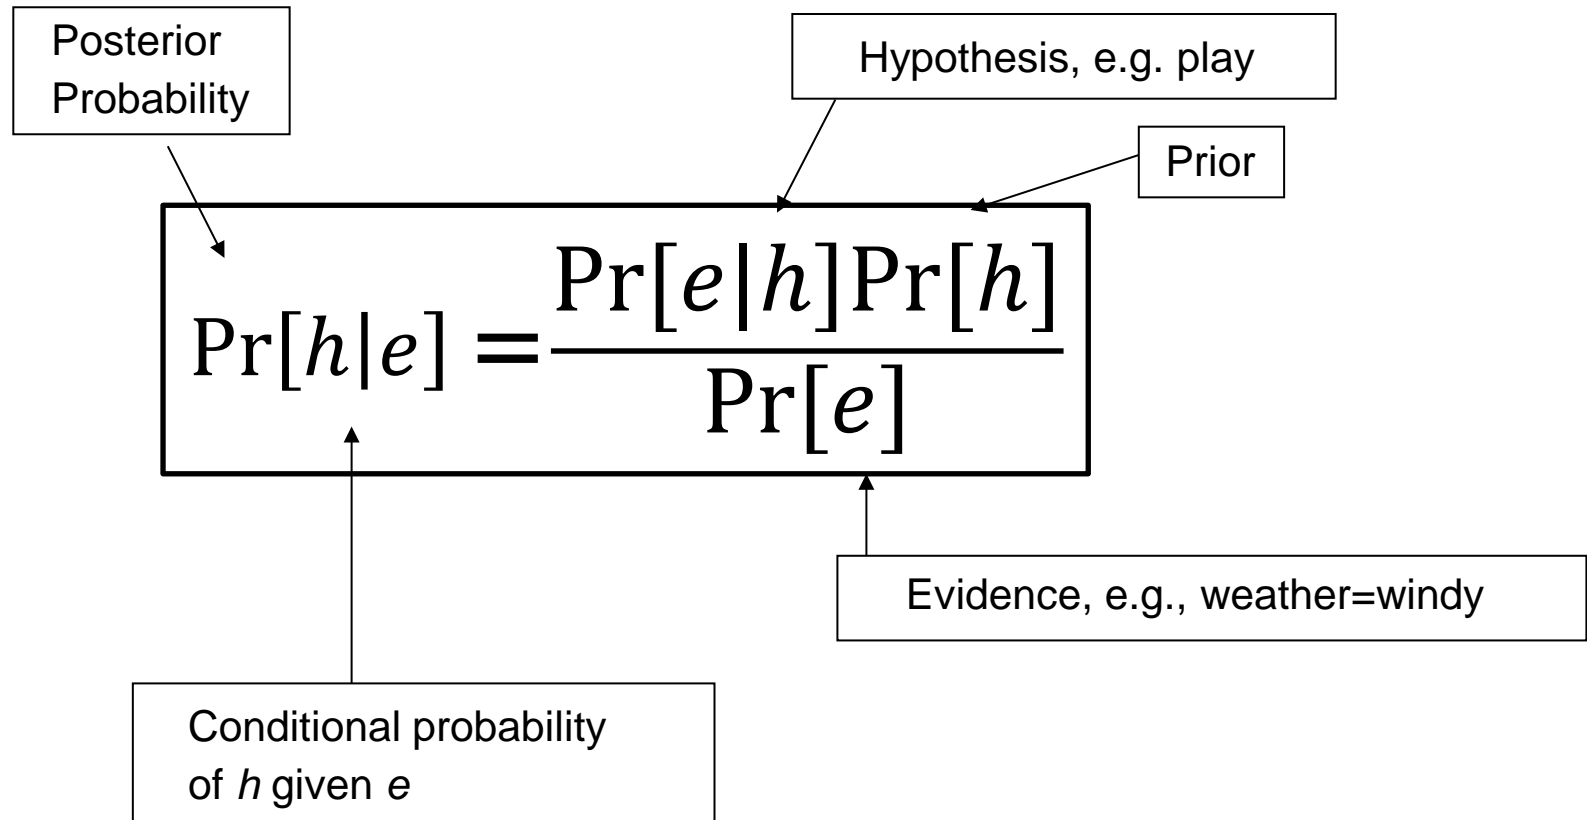 Posterior
Probability
Hypothesis, e.g. play
Prior
Pr[h|e] = Pr[e|h]Pr[h]
Pr[e]
Evidence, e.g., weather=windy
Conditional probability
of h given e